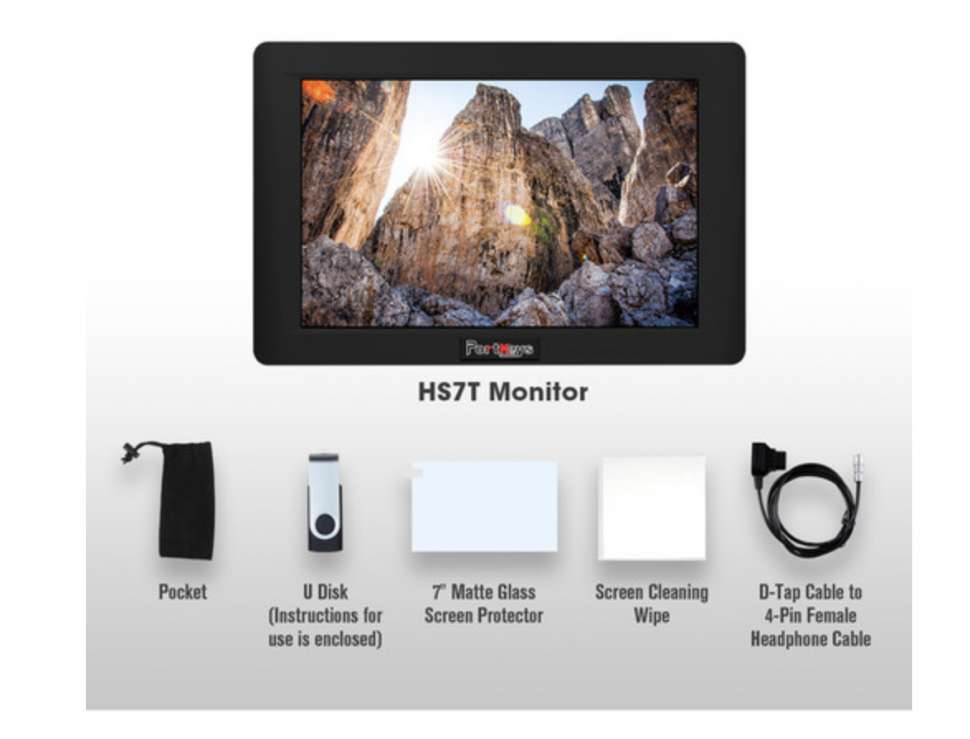 PortKeys
HS7T Monitor
Pocket
U Disk
(Instructions for
use is enclosed)
7" Matte Glass
Screen Protector
Screen Cleaning
Wipe
D-Tap Cable to
4-Pin Female
Headphone Cable